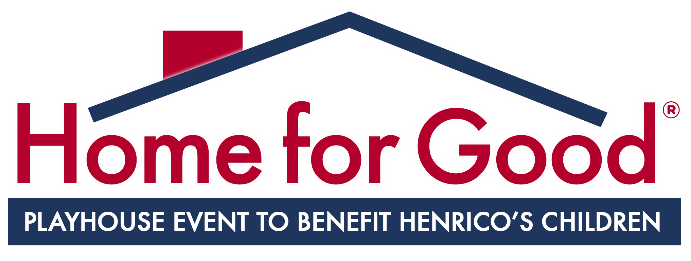 Home for Good®
PLAYHOUSE EVENT TO BENEFIT HENRICO'S CHILDREN